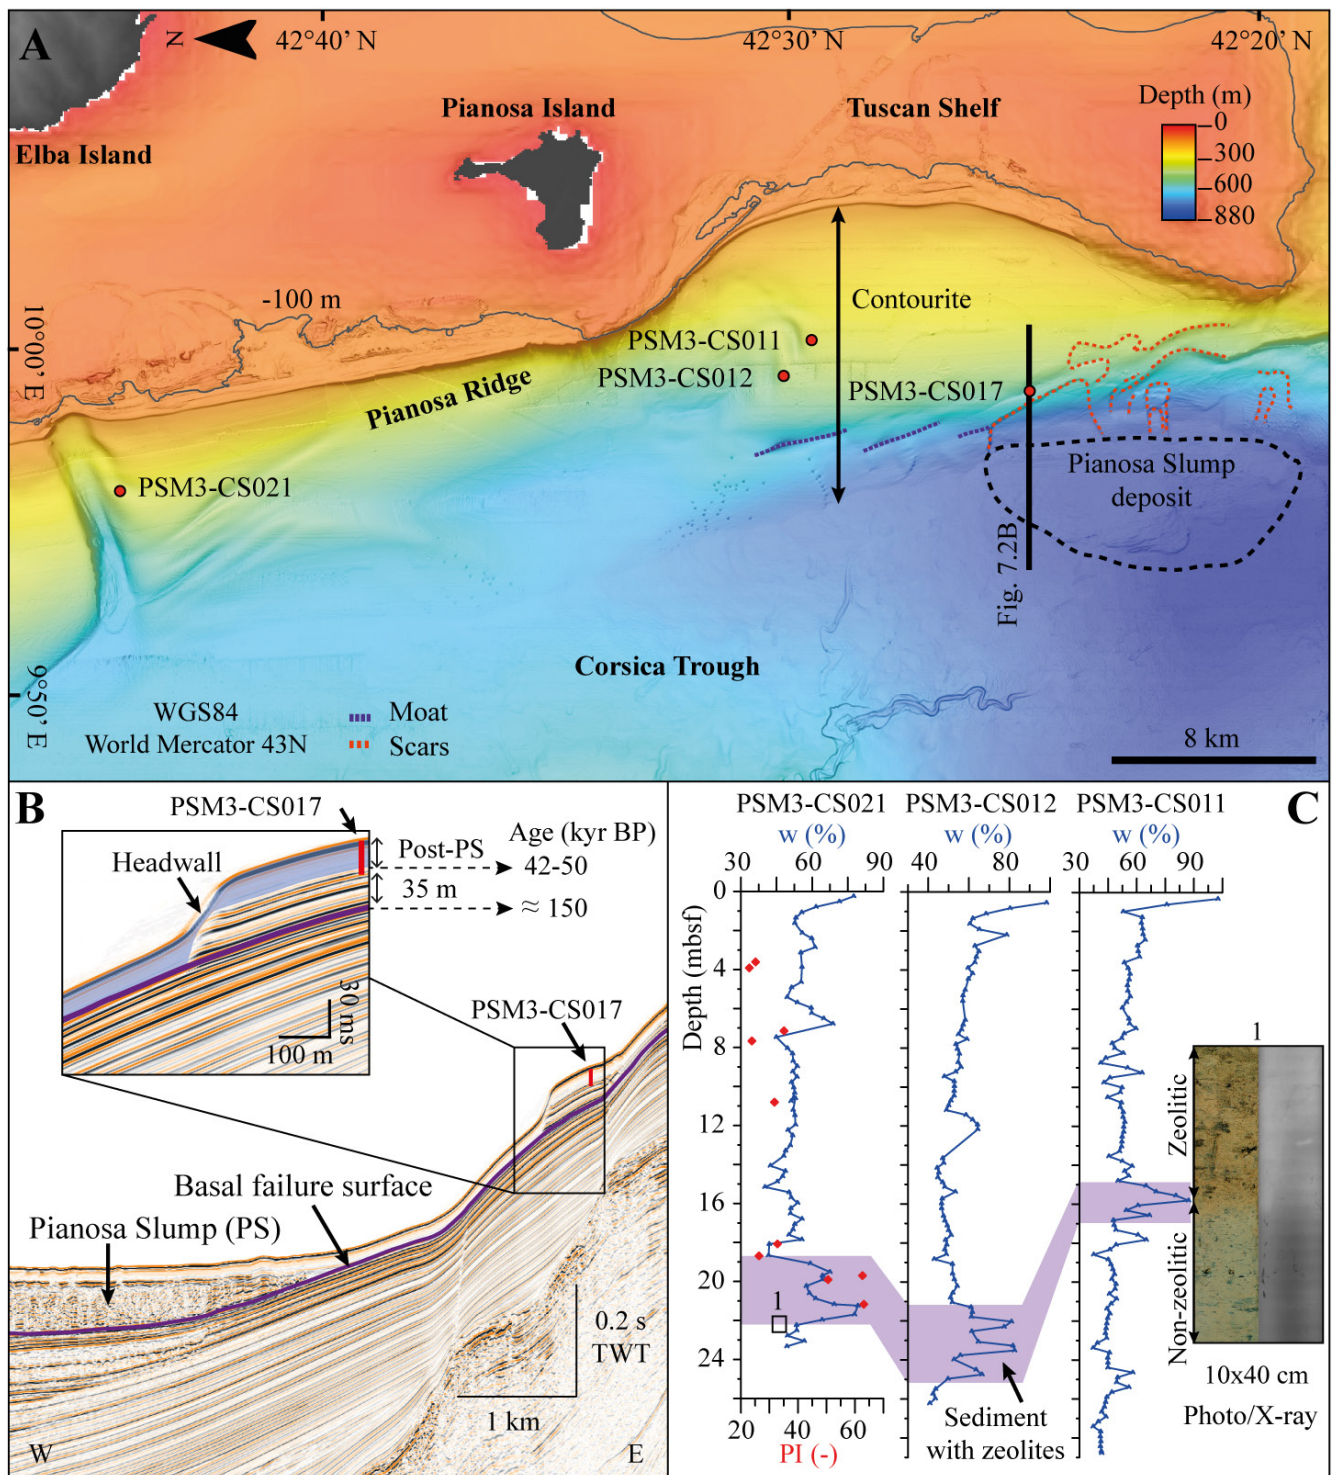 A
N
42°40' N
42°30' N
42°20' N
Elba Island
Pianosa Island
Tuscan Shelf
Depth (m)
0
300
600
880
-100 m
10°00' E
Contourite
PSM3-CS011
PSM3-CS012
PSM3-CS017
Pianosa Ridge
PSM3-CS021
Pianosa Slump
deposit
Fig. 7.2B
Corsica Trough
9°50' E
WGS84
World Mercator 43N
Moat
Scars
8 km
B
PSM3-CS017
Headwall
Post-PS
35 m
Age (kyr BP)
42-50
≈ 150
30 ms
100 m
PSM3-CS017
Basal failure surface
Pianosa Slump (PS)
0.2 s
TWT
1 km
W
E
C
PSM3-CS021
PSM3-CS012
PSM3-CS011
w (%)
w (%)
w (%)
30 60 90
40 60 80
30 60 90
Depth (mbsf)
0
4
8
12
16
20
24
1
20 40 60
PI (-)
Sediment
with zeolites
1
Zeolitic
Non-zeolitic
10x40 cm
Photo/X-ray